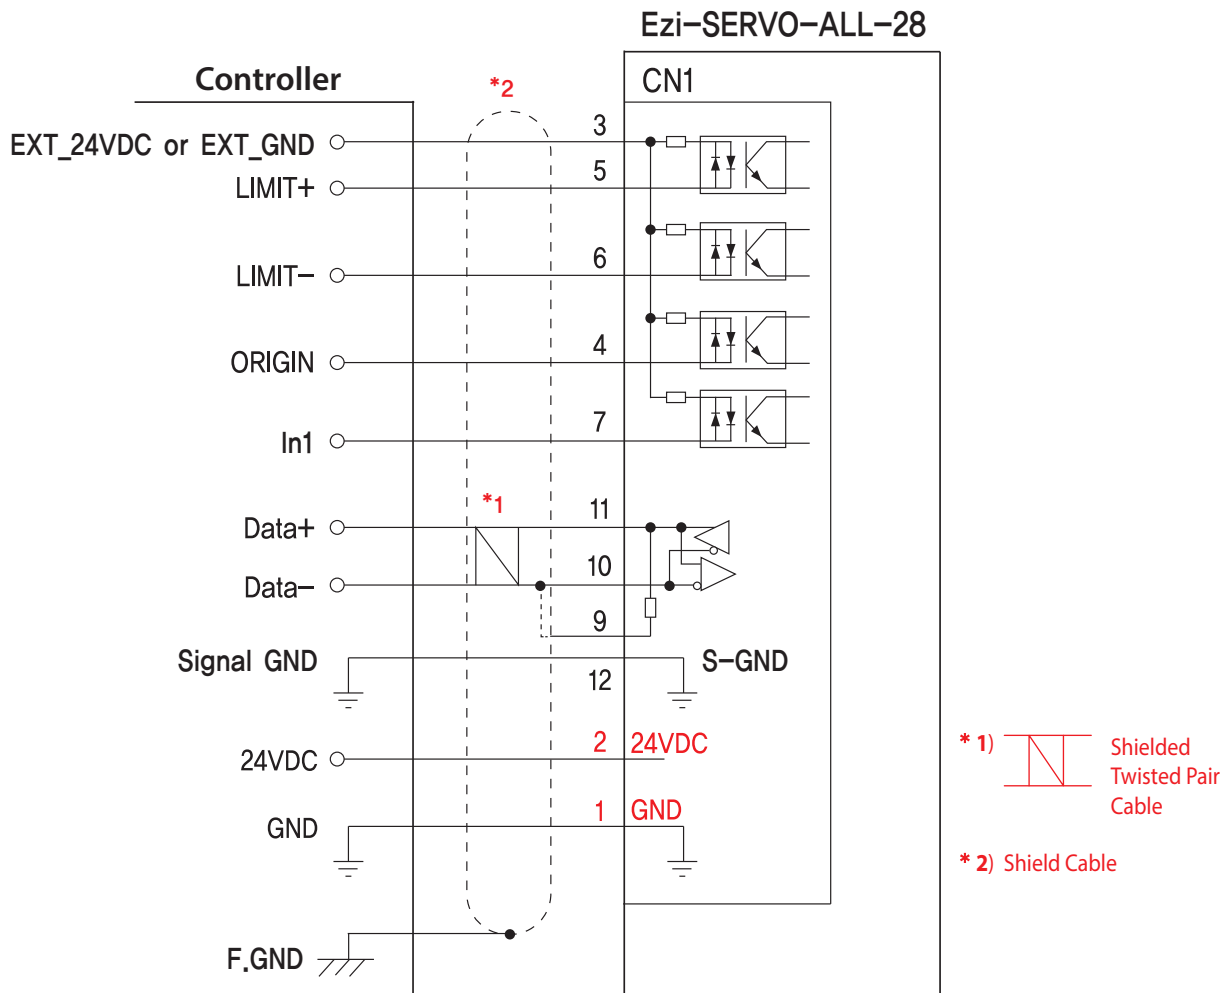 Ezi-SERVO-ALL-28
Controller
*2
CN1
EXT_24VDC or EXT_GND
3
LIMIT+
5
LIMIT-
6
ORIGIN
4
In1
7
*1
Data+
11
Data-
10
9
Signal GND
S-GND
12
24VDC
2
24VDC
GND
1
GND
F.GND
* 1) Shielded
Twisted Pair
Cable
* 2) Shield Cable